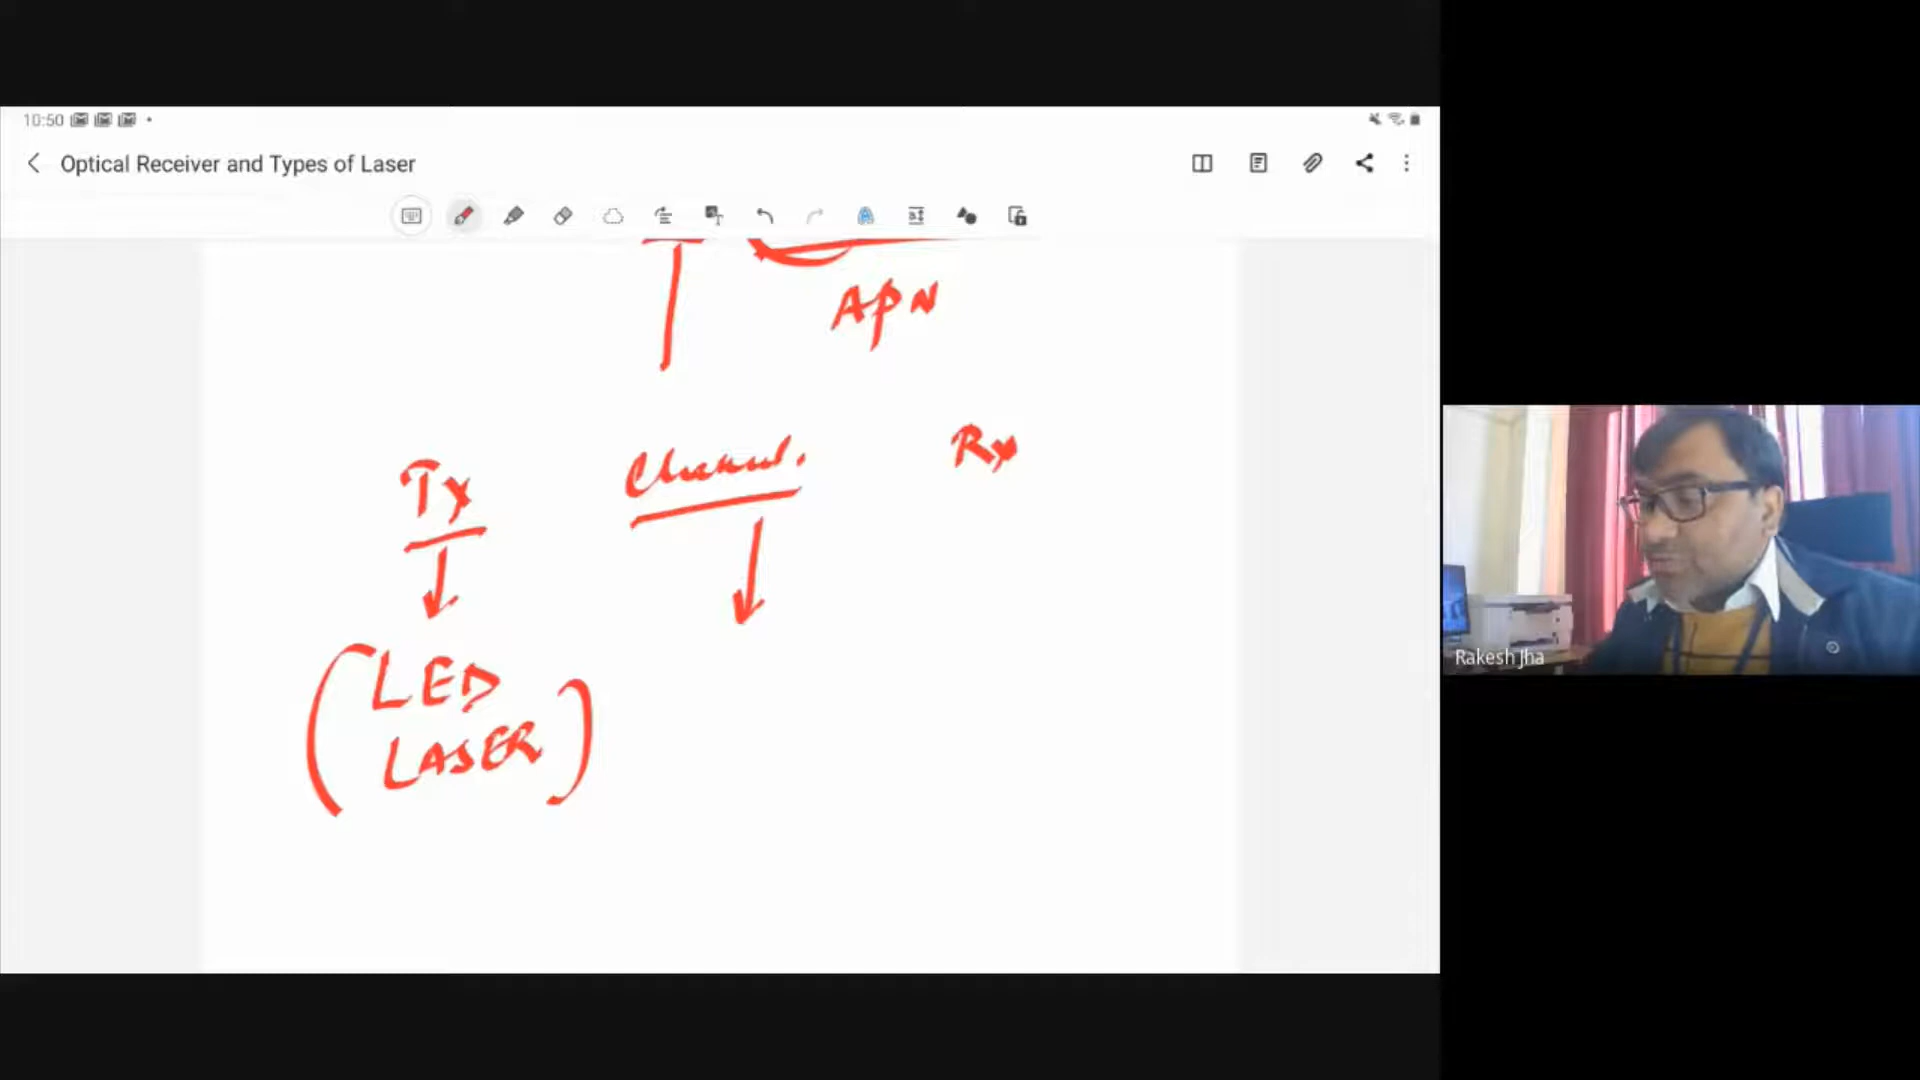 10:50
Optical Receiver and Types of Laser
APN
Tx Channel. Rx
LED
LASER
Rakesh Jha